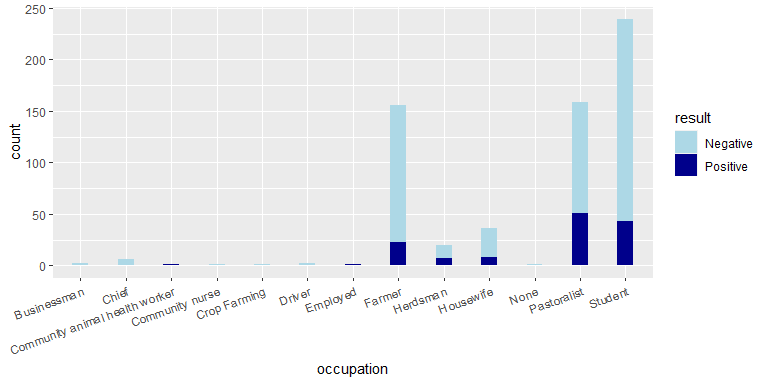 250
200
150
100
50
0
count
Businessman
Chief
Community animal health worker
Community nurse
Crop Farming
Driver
Employed
Farmer
Herdsman
Housewife
None
Pastoralist
Student
occupation
result
Negative
Positive